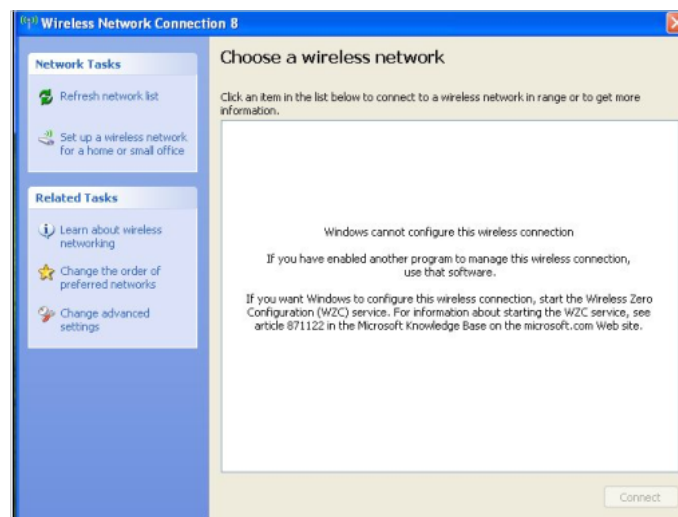 Wireless Network Connection 8
Network Tasks
Refresh network list
Set up a wireless network
for a home or small office
Related Tasks
Learn about wireless
networking
Change the order of
preferred networks
Change advanced
settings
Choose a wireless network
Click an item in the list below to connect to a wireless network in range or to get more
information.
Windows cannot configure this wireless connection
If you have enabled another program to manage this wireless connection,
use that software.
If you want Windows to configure this wireless connection, start the Wireless Zero
Configuration (WZC) service. For information about starting the WZC service, see
article 871122 in the Microsoft Knowledge Base on the microsoft.com Web site.
Connect